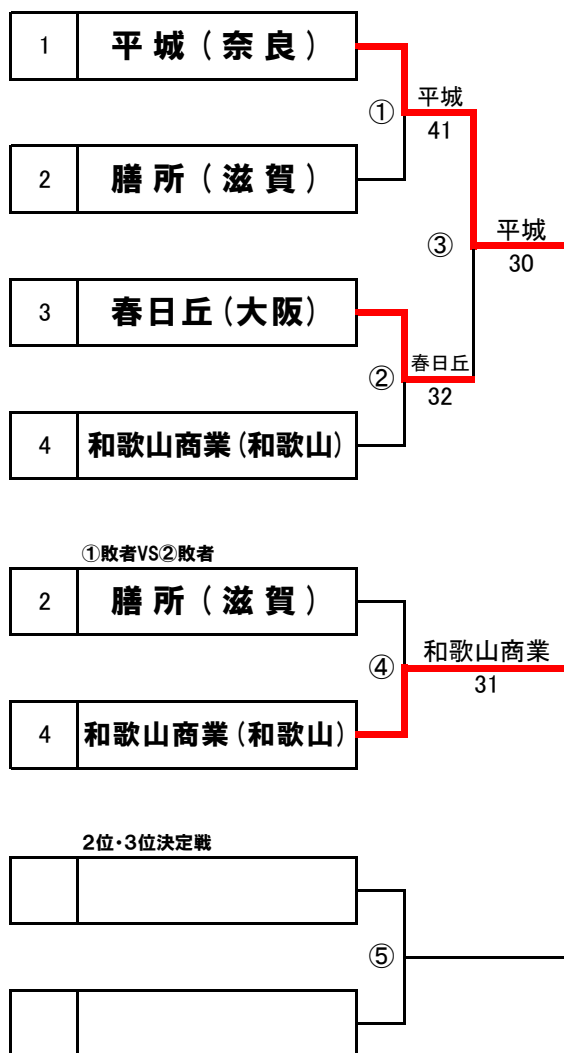 1 平城(奈良)
平城
① 41
2 膳所(滋賀)
③ 平城
30
3 春日丘(大阪)
春日丘
② 32
4 和歌山商業(和歌山)
①敗者VS②敗者
2 膳所(滋賀)
④ 和歌山商業
31
4 和歌山商業(和歌山)
2位・3位決定戦
⑤